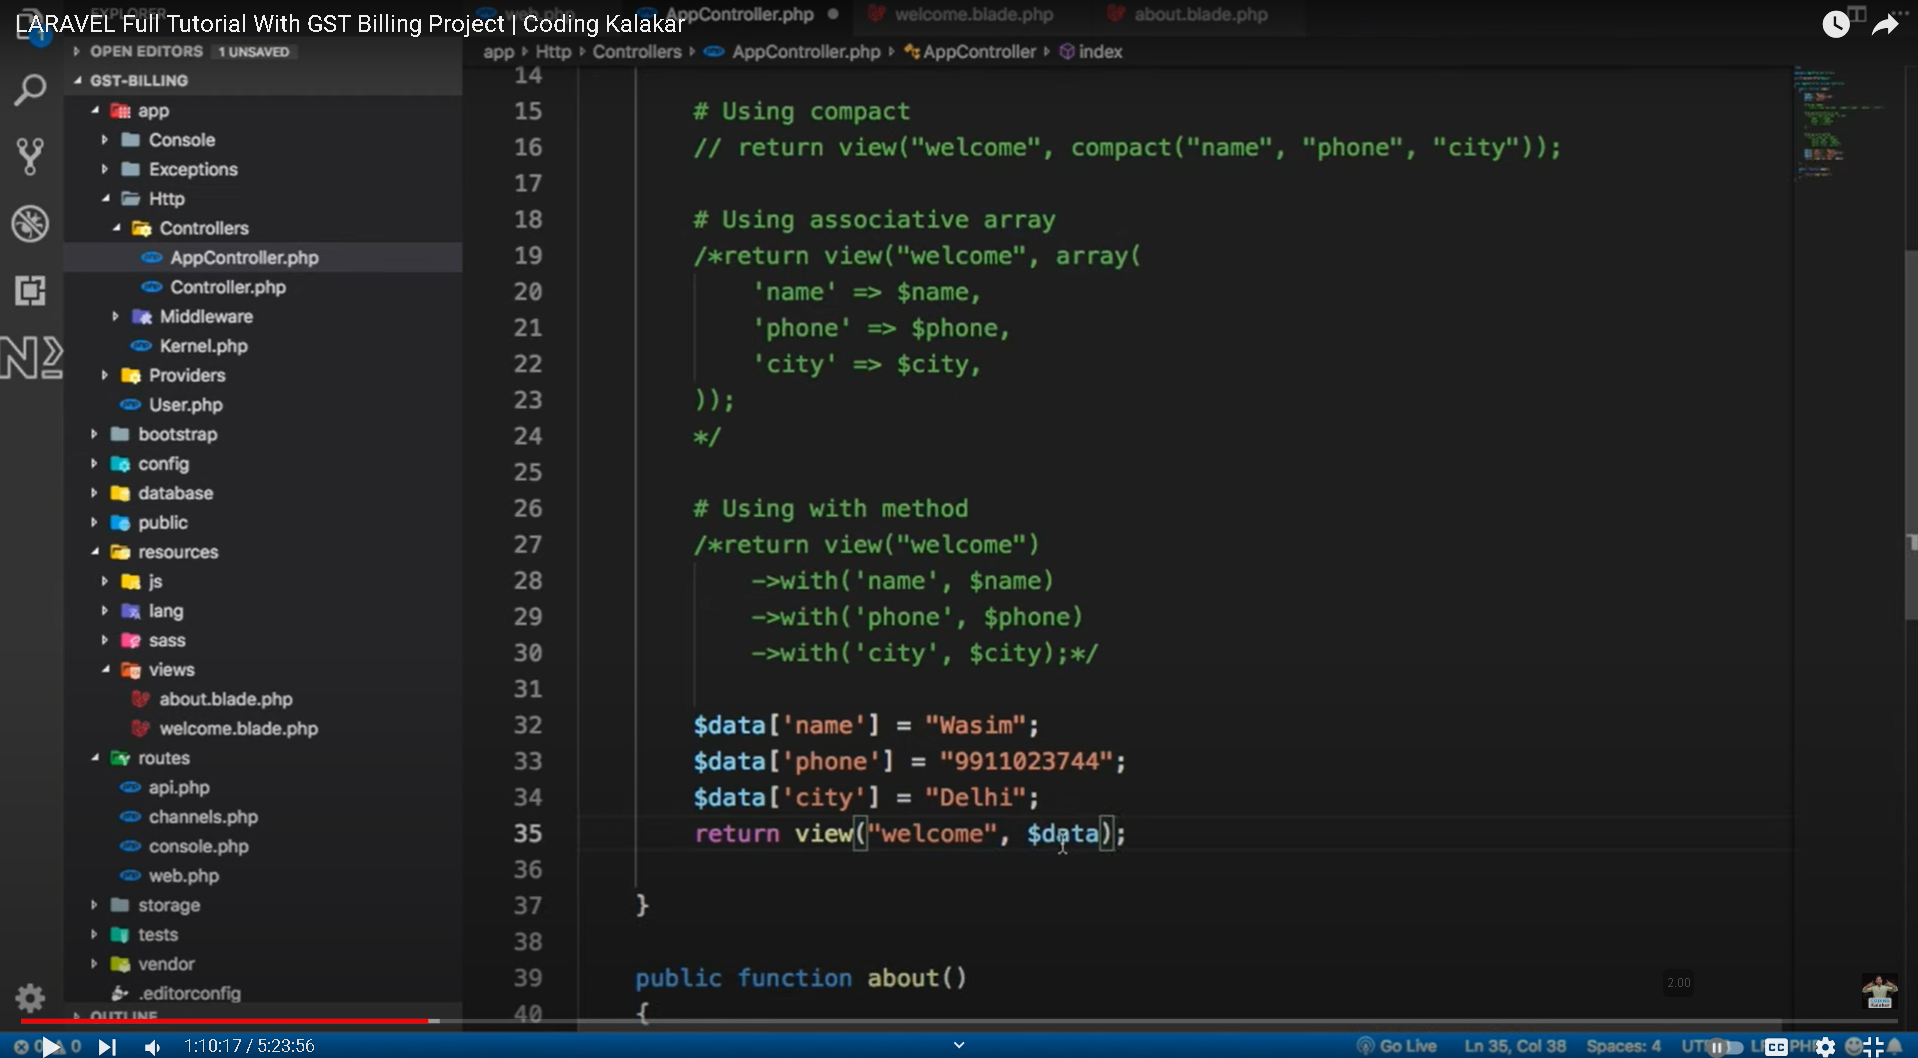 LARAVEL Full Tutorial With GST Billing Project | Coding Kalakar
EXPLORER
web.php
AppController.php
welcome.blade.php
about.blade.php
OPEN EDITORS 1 UNSAVED
app Http Controllers AppController.php AppController index
GST-BILLING
app
Console
Exceptions
Http
Controllers
AppController.php
Controller.php
Middleware
Kernel.php
Providers
User.php
bootstrap
config
database
public
resources
js
lang
sass
views
about.blade.php
welcome.blade.php
routes
api.php
channels.php
console.php
web.php
storage
tests
vendor
.editorconfig
OUTLINE
14
15 # Using compact
16 // return view("welcome", compact("name", "phone", "city"));
17
18 # Using associative array
19 /*return view("welcome", array(
20 'name' => $name,
21 'phone' => $phone,
22 'city' => $city,
23 ));
24 */
25
26 # Using with method
27 /*return view("welcome")
28 ->with('name', $name)
29 ->with('phone', $phone)
30 ->with('city', $city);*/
31
32 $data['name'] = "Wasim";
33 $data['phone'] = "9911023744";
34 $data['city'] = "Delhi";
35 return view("welcome", $data);
36
37 }
38
39 public function about()
40 {
2.00
1:10:17 / 5:23:56
Go Live Ln 35, Col 38 Spaces: 4
CC